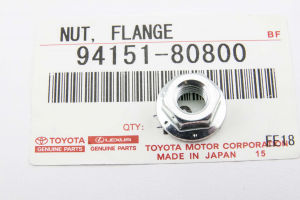 NUT, FLANGE
BF
94151-80800
QTY:
TOYOTA
GENUINE PARTS
LEXUS
GENUINE PARTS
TOYOTA MOTOR CORPORATION
MADE IN JAPAN 15
EE18